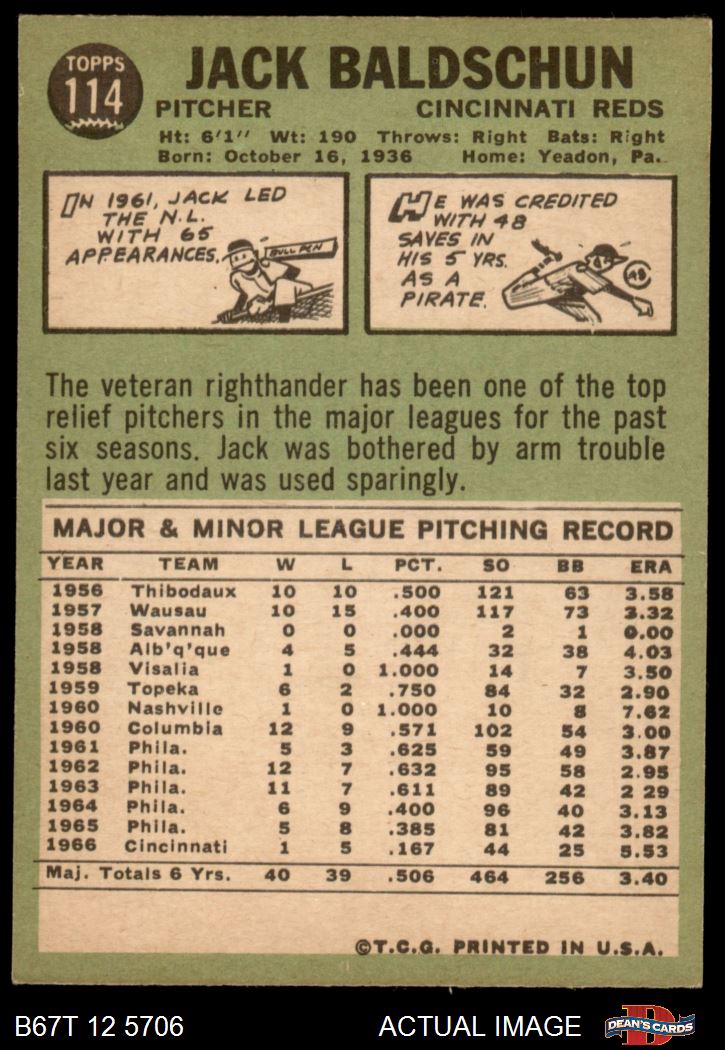 TOPPS
114
JACK BALDSCHUN
PITCHER CINCINNATI REDS
Ht: 6'1" Wt: 190 Throws: Right Bats: Right
Born: October 16, 1936 Home: Yeadon, Pa.
IN 1961, JACK LED
THE N.L.
WITH 65
APPEARANCES.
BULL PEN
HE WAS CREDITED
WITH 48
SAVES IN
HIS 5 YRS.
AS A
PIRATE.
48
The veteran righthander has been one of the top
relief pitchers in the major leagues for the past
six seasons. Jack was bothered by arm trouble
last year and was used sparingly.
MAJOR & MINOR LEAGUE PITCHING RECORD
YEAR TEAM W L PCT. SO BB ERA
1956 Thibodaux 10 10 .500 121 63 3.58
1957 Wausau 10 15 .400 117 73 3.32
1958 Savannah 0 0 .000 2 1 0.00
1958 Alb'q'que 4 5 .444 32 38 4.03
1958 Visalia 1 0 1.000 14 7 3.50
1959 Topeka 6 2 .750 84 32 2.90
1960 Nashville 1 0 1.000 10 8 7.62
1960 Columbia 12 9 .571 102 54 3.00
1961 Phila. 5 3 .625 59 49 3.87
1962 Phila. 12 7 .632 95 58 2.95
1963 Phila. 11 7 .611 89 42 2 29
1964 Phila. 6 9 .400 96 40 3.13
1965 Phila. 5 8 .385 81 42 3.82
1966 Cincinnati 1 5 .167 44 25 5.53
Maj. Totals 6 Yrs. 40 39 .506 464 256 3.40
©T.C.G. PRINTED IN U.S.A.
B67T 12 5706 ACTUAL IMAGE
D
DEAN'S CARDS